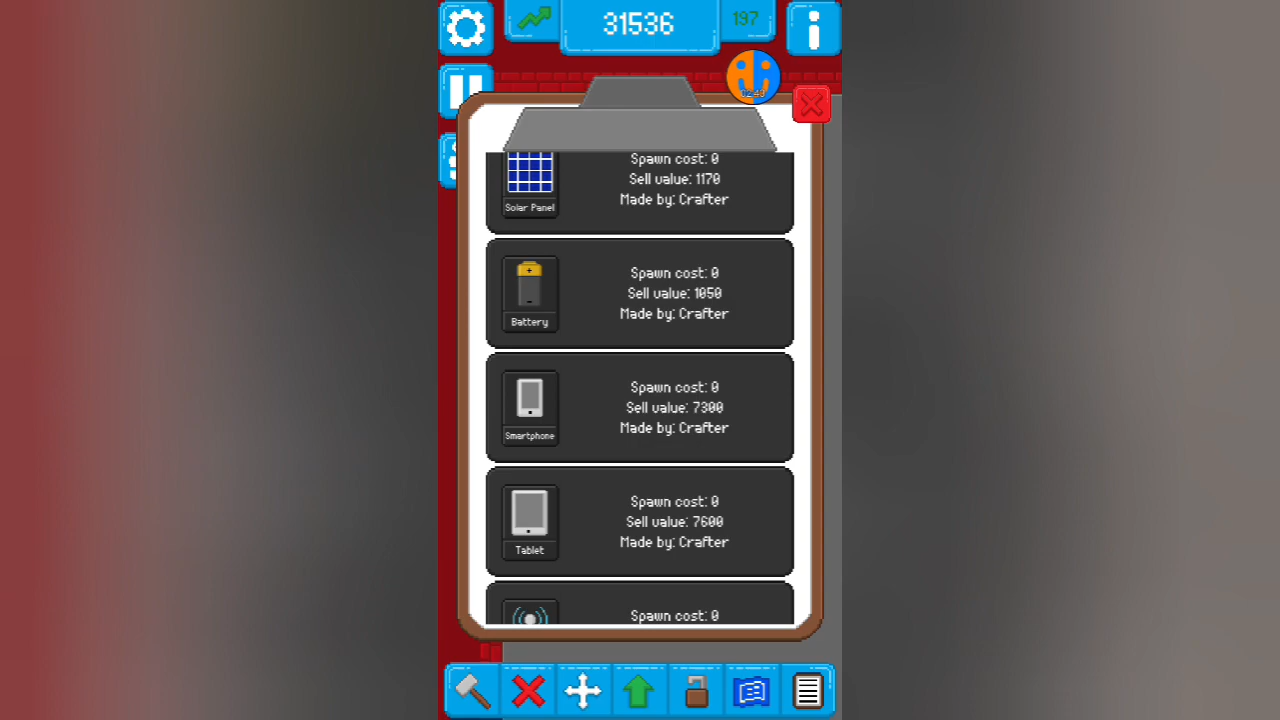 31536
197
02:48
Spawn cost: 0
Sell value: 1170
Made by: Crafter
Solar Panel
Spawn cost: 0
Sell value: 1050
Made by: Crafter
Battery
Spawn cost: 0
Sell value: 7300
Made by: Crafter
Smartphone
Spawn cost: 0
Sell value: 7600
Made by: Crafter
Tablet
Spawn cost: 0